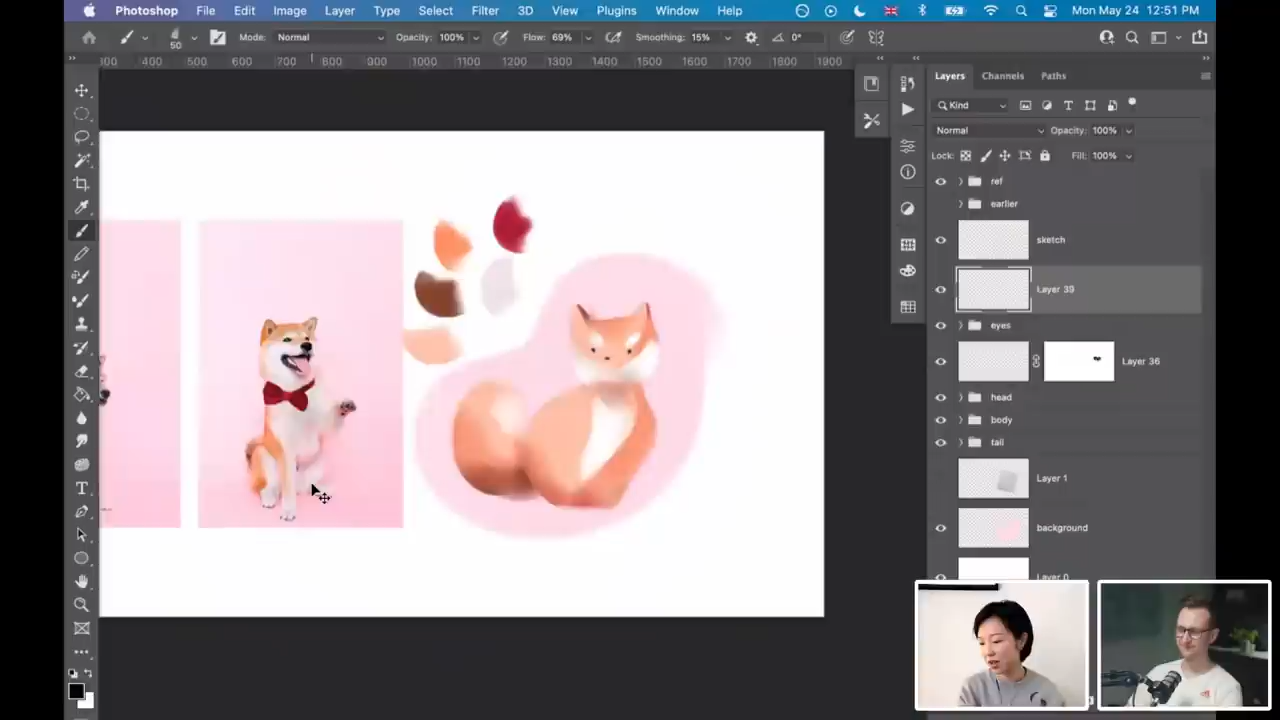 Photoshop File Edit Image Layer Type Select Filter 3D View Plugins Window Help Mon May 24 12:51 PM
50 Mode: Normal Opacity: 100% Flow: 69% Smoothing: 15% 0°
300 400 500 600 700 800 900 1000 1100 1200 1300 1400 1500 1600 1700 1800 1900
Layers Channels Paths
Kind
Normal Opacity: 100%
Lock: Fill: 100%
ref
earlier
sketch
Layer 39
eyes
Layer 36
head
body
tail
Layer 1
background
Layer 0